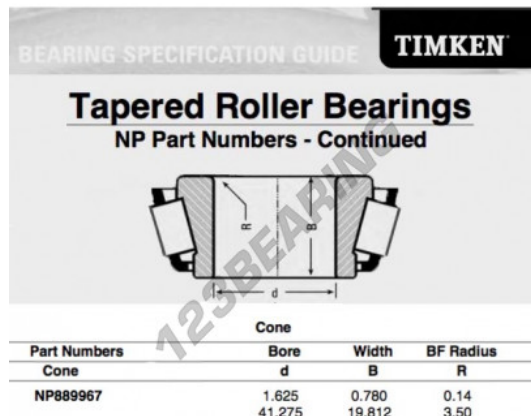 BEARING SPECIFICATION GUIDE
TIMKEN
Tapered Roller Bearings
NP Part Numbers - Continued
R
B
d
123BEARING
Cone
Part Numbers Bore Width BF Radius
Cone d B R
NP889967 1.625 0.780 0.14
41.275 19.812 3.50